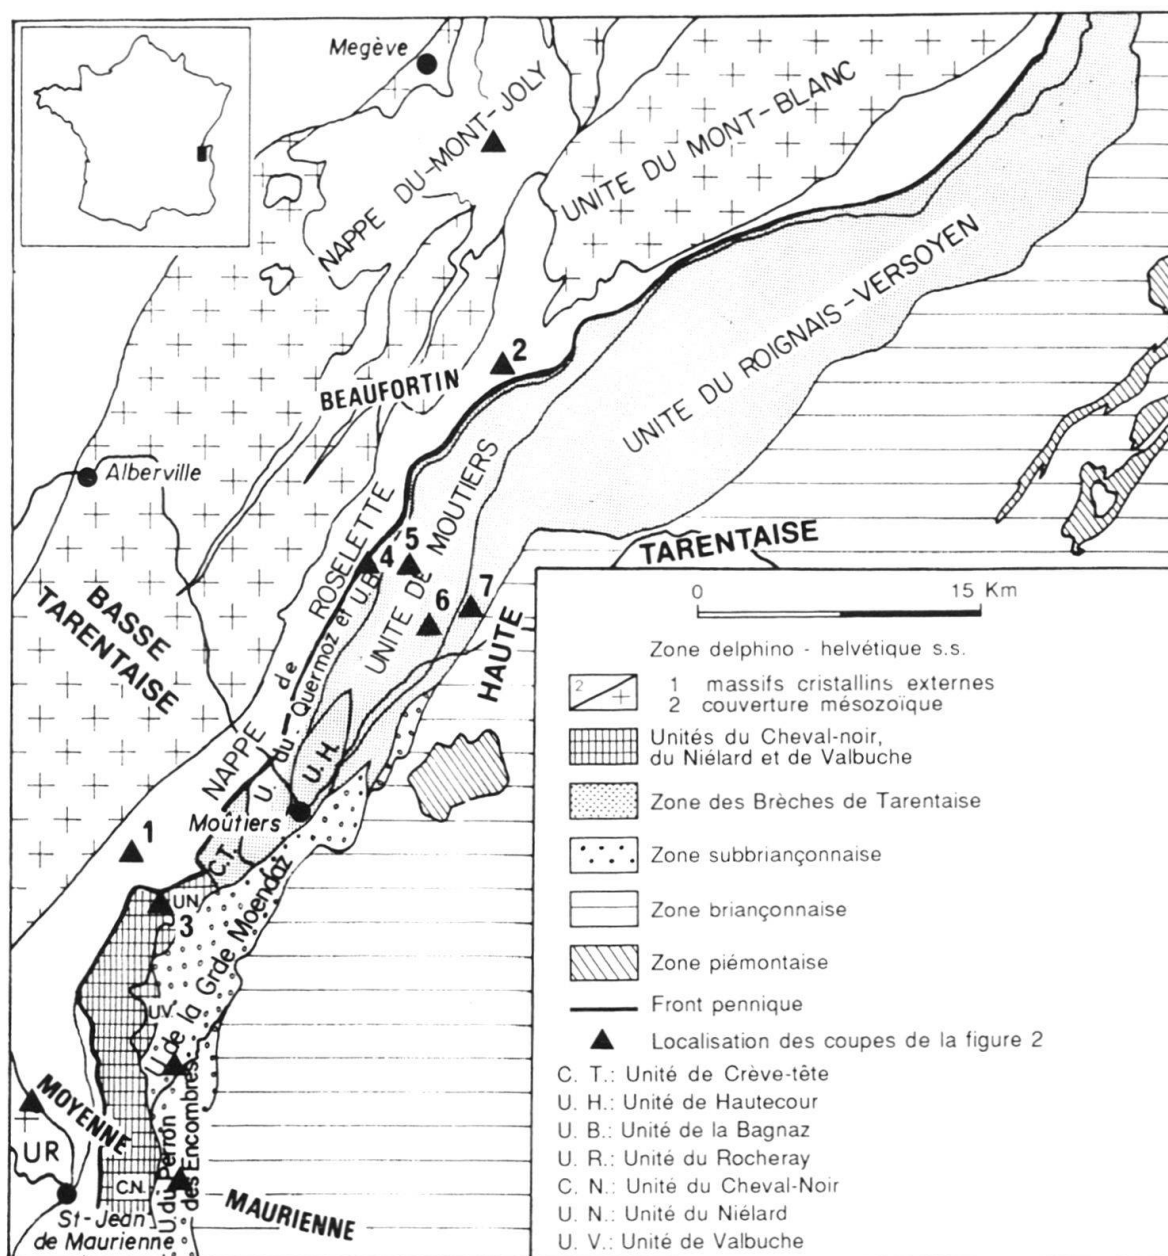 Megève
NAPPE DU-MONT-JOLY
UNITE DU MONT-BLANC
UNITE DU ROIGNAIS-VERSOYEN
2
BEAUFORTIN
Alberville
BASSE
TARENTAISE
NAPPE de ROSELETTE
du Quermoz et U.B.
4
5
UNITE DE MOUTIERS
6
7
HAUTE
TARENTAISE
U.H.
U
Moûtiers
C.T.
1
U.N.
3
U.V.
U. de la Grde Moendaz
U. du Perron
des Encombres
MOYENNE
MAURIENNE
UR
C.N.
St-Jean
de Maurienne
0 15 Km
Zone delphino - helvétique s.s.
2
1 massifs cristallins externes
2 couverture mésozoïque
Unités du Cheval-noir,
du Niélard et de Valbuche
Zone des Brèches de Tarentaise
Zone subbriançonnaise
Zone briançonnaise
Zone piémontaise
Front pennique
Localisation des coupes de la figure 2
C. T.: Unité de Crève-tête
U. H.: Unité de Hautecour
U. B.: Unité de la Bagnaz
U. R.: Unité du Rocheray
C. N.: Unité du Cheval-Noir
U. N.: Unité du Niélard
U. V.: Unité de Valbuche